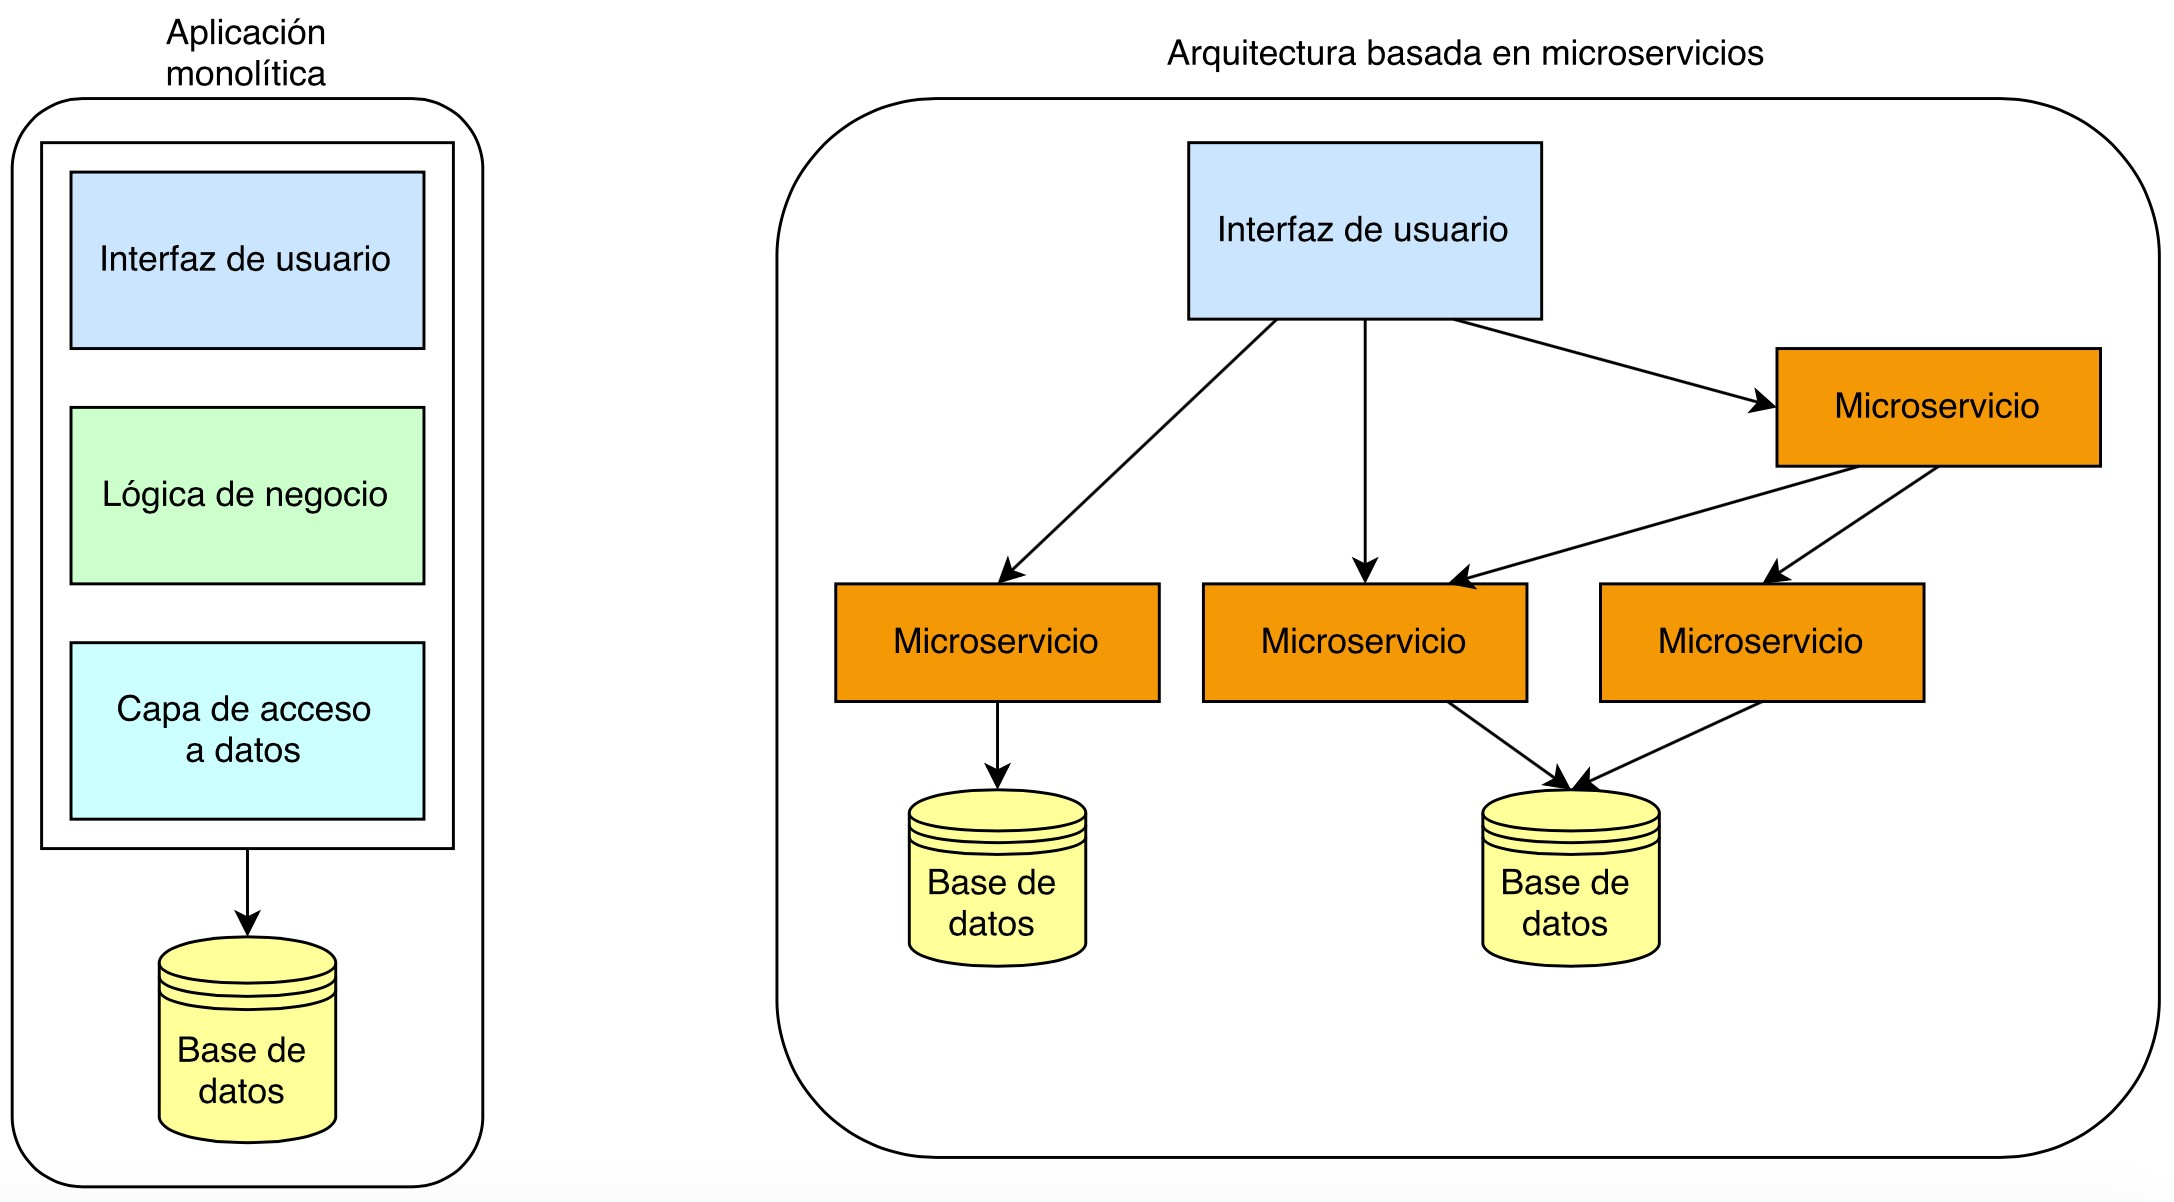 Aplicación
monolítica
Interfaz de usuario
Lógica de negocio
Capa de acceso
a datos
Base de
datos
Arquitectura basada en microservicios
Interfaz de usuario
Microservicio
Microservicio
Microservicio
Microservicio
Base de
datos
Base de
datos